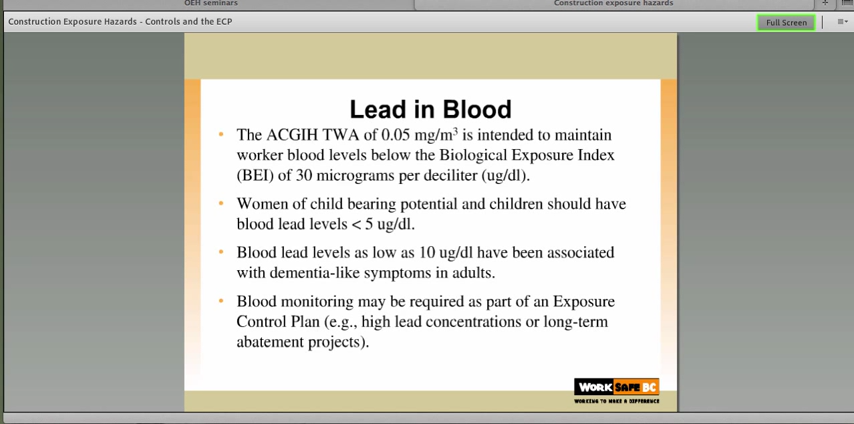 OEH seminars
Construction exposure hazards
Construction Exposure Hazards - Controls and the ECP
Full Screen
Lead in Blood
• The ACGIH TWA of 0.05 mg/m³ is intended to maintain
worker blood levels below the Biological Exposure Index
(BEI) of 30 micrograms per deciliter (ug/dl).
• Women of child bearing potential and children should have
blood lead levels < 5 ug/dl.
• Blood lead levels as low as 10 ug/dl have been associated
with dementia-like symptoms in adults.
• Blood monitoring may be required as part of an Exposure
Control Plan (e.g., high lead concentrations or long-term
abatement projects).
WORK SAFE BC
WORKING TO MAKE A DIFFERENCE